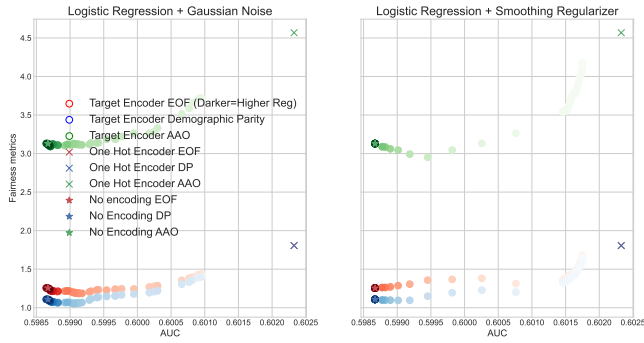 Logistic Regression + Gaussian Noise
Logistic Regression + Smoothing Regularizer
Fairness metrics
4.5
4.0
3.5
3.0
2.5
2.0
1.5
1.0
Target Encoder EOF (Darker=Higher Reg)
Target Encoder Demographic Parity
Target Encoder AAO
One Hot Encoder EOF
One Hot Encoder DP
One Hot Encoder AAO
No encoding EOF
No Encoding DP
No Encoding AAO
0.5985 0.5990 0.5995 0.6000 0.6005 0.6010 0.6015 0.6020 0.6025
0.5985 0.5990 0.5995 0.6000 0.6005 0.6010 0.6015 0.6020 0.6025
AUC
AUC